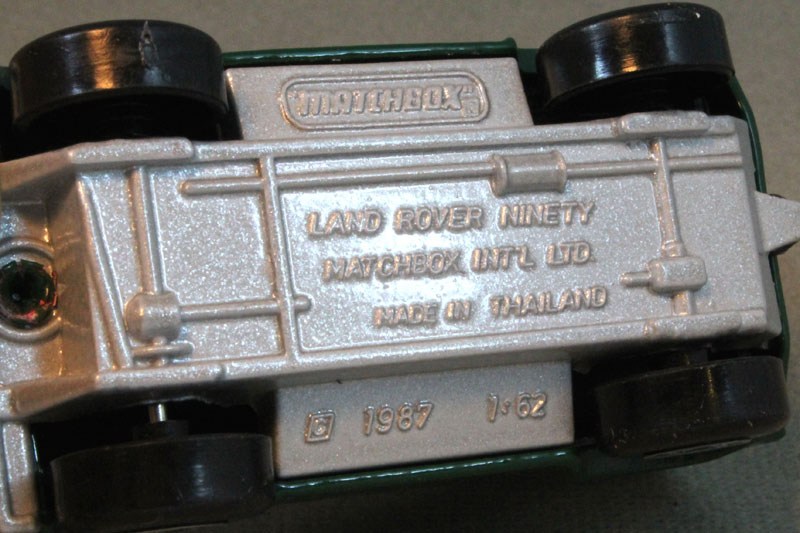 "MATCHBOX"
LAND ROVER NINETY
MATCHBOX INT'L LTD.
MADE IN THAILAND
© 1987 1:62